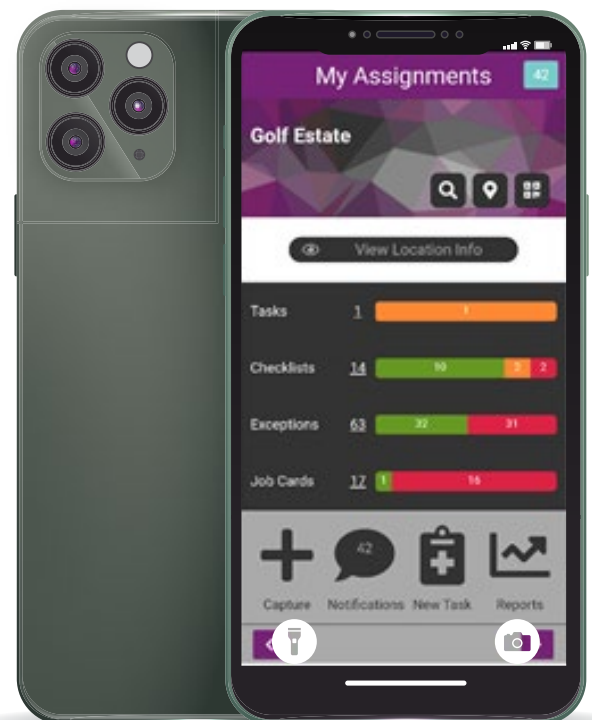 My Assignments 42
Golf Estate
View Location Info
Tasks 1 1
Checklists 14 10 2 2
Exceptions 63 32 31
Job Cards 17 1 16
42
Capture Notifications New Task Reports